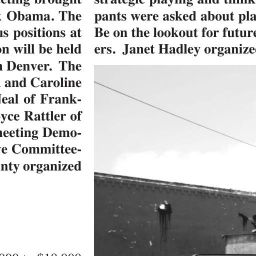 Obama. The
us positions at
on will be held
Denver. The
and Caroline
Neal of Frank-
yce Rattler of
meeting Demo-
ve Committee-
nty organized
strategic playing and think
pants were asked about pla
Be on the lookout for future
ers. Janet Hadley organized